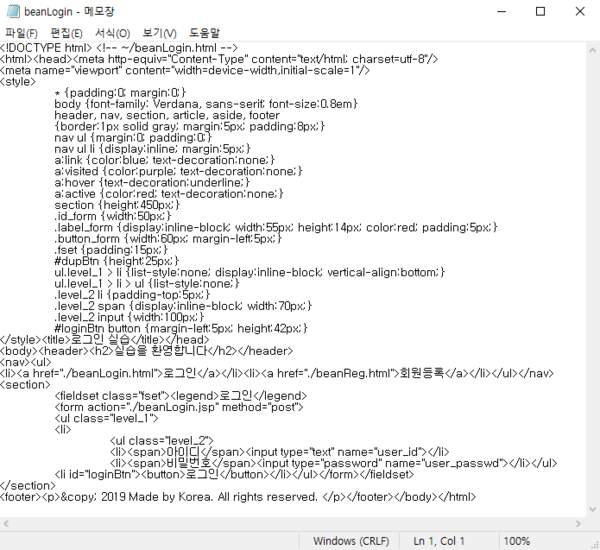 beanLogin - 메모장
파일(F) 편집(E) 서식(O) 보기(V) 도움말
<!DOCTYPE html> <!-- ~/beanLogin.html -->
<html><head><meta http-equiv="Content-Type" content="text/html; charset=utf-8"/>
<meta name="viewport" content="width=device-width,initial-scale=1"/>
<style>
* {padding:0; margin:0;}
body {font-family: Verdana, sans-serif; font-size:0.8em}
header, nav, section, article, aside, footer
{border:1px solid gray; margin:5px; padding:8px;}
nav ul {margin:0; padding:0;}
nav ul li {display:inline; margin:5px;}
a:link {color:blue; text-decoration:none;}
a:visited {color:purple; text-decoration:none;}
a:hover {text-decoration:underline;}
a:active {color:red; text-decoration:none;}
section {height:450px;}
.id_form {width:50px;}
.label_form {display:inline-block; width:55px; height:14px; color:red; padding:5px;}
.button_form {width:60px; margin-left:5px;}
.fset {padding:15px;}
#dupBtn {height:25px;}
ul.level_1 > li {list-style:none; display:inline-block; vertical-align:bottom;}
ul.level_1 > li > ul {list-style:none;}
.level_2 li {padding-top:5px;}
.level_2 span {display:inline-block; width:70px;}
.level_2 input {width:100px;}
#loginBtn button {margin-left:5px; height:42px;}
</style><title>로그인 실습</title></head>
<body><header><h2>실습을 환영합니다</h2></header>
<nav><ul>
<li><a href="./beanLogin.html">로그인</a></li><li><a href="./beanReg.html">회원등록</a></li></ul></nav>
<section>
<fieldset class="fset"><legend>로그인</legend>
<form action="./beanLogin.jsp" method="post">
<ul class="level_1">
<li>
<ul class="level_2">
<li><span>아이디</span><input type="text" name="user_id"></li>
<li><span>비밀번호</span><input type="password" name="user_passwd"></li></ul>
<li id="loginBtn"><button>로그인</button></li></ul></form></fieldset>
</section>
<footer><p>&copy; 2019 Made by Korea. All rights reserved. </p></footer></body></html>
Windows (CRLF) Ln 1, Col 1 100%